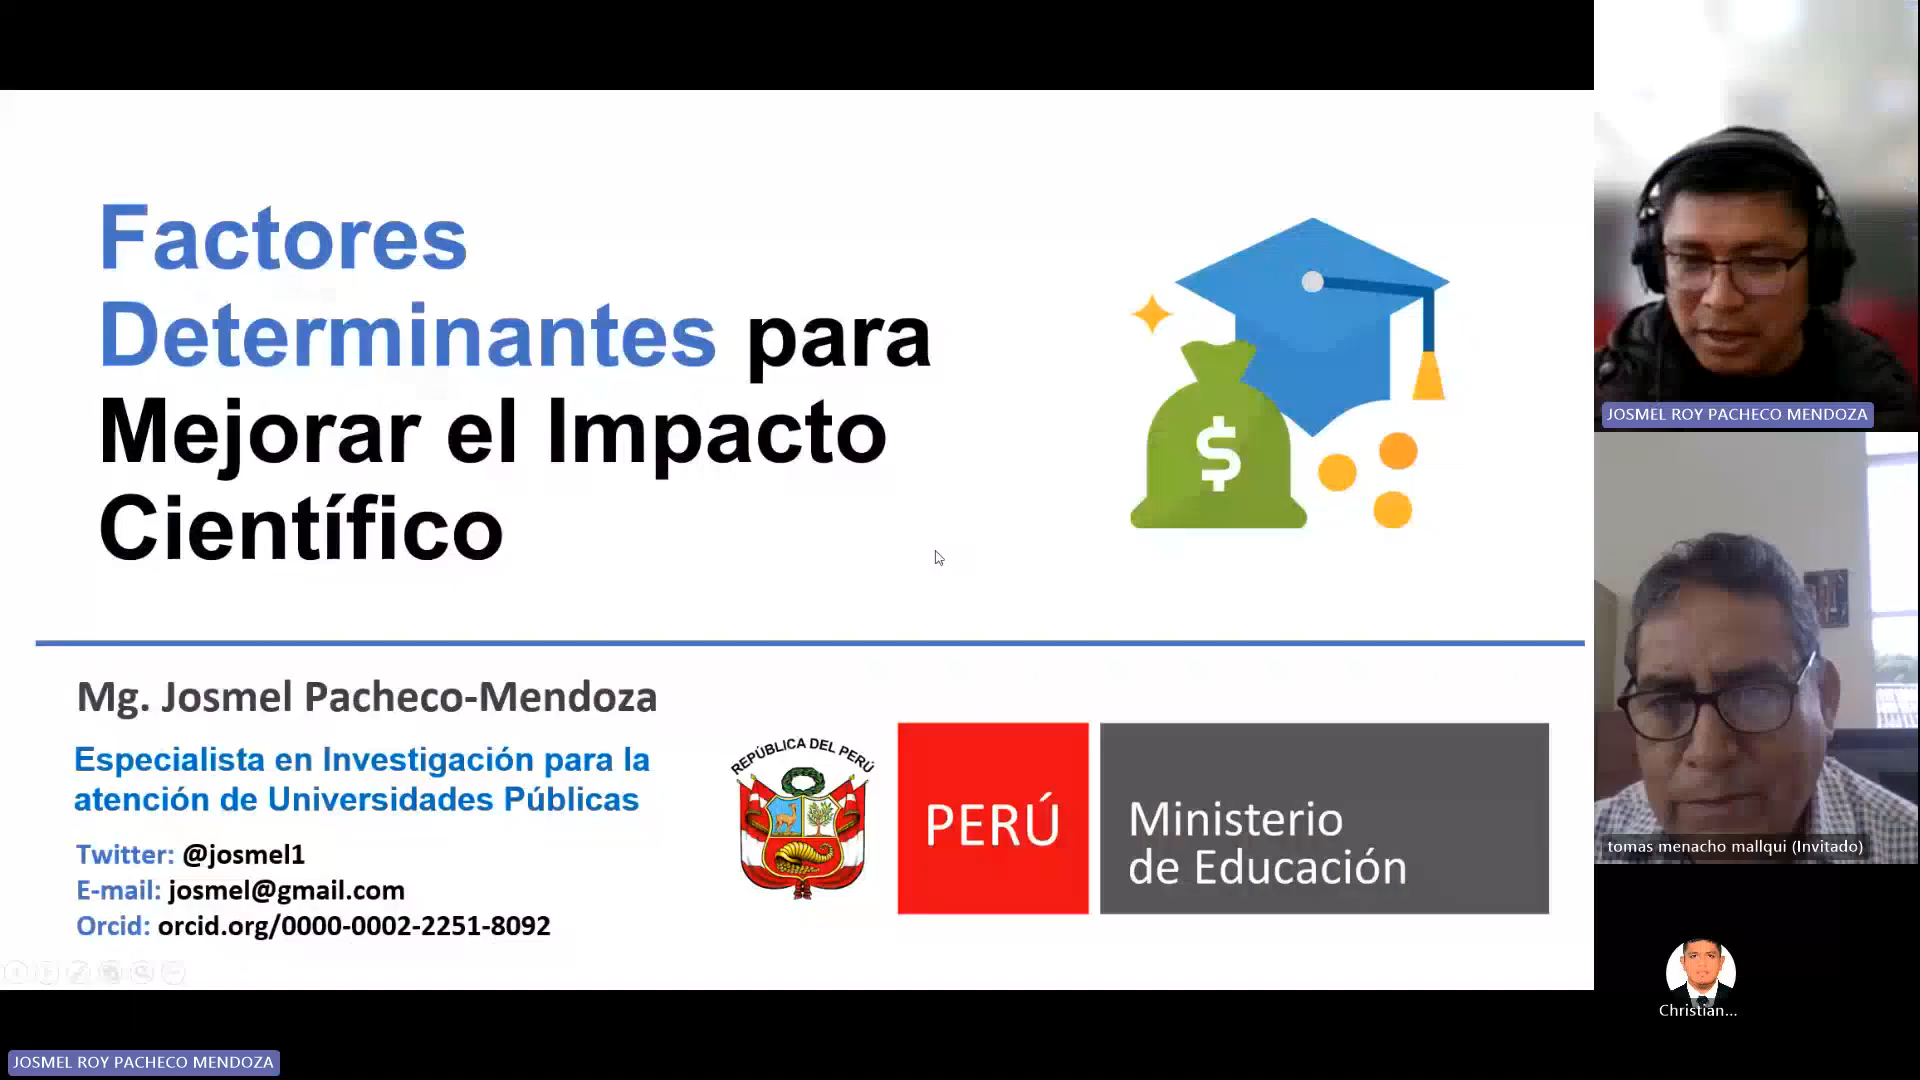 Factores
Determinantes para
Mejorar el Impacto
Científico
$
Mg. Josmel Pacheco-Mendoza
Especialista en Investigación para la
atención de Universidades Públicas
Twitter: @josmel1
E-mail: josmel@gmail.com
Orcid: orcid.org/0000-0002-2251-8092
REPÚBLICA DEL PERÚ
PERÚ
Ministerio
de Educación
JOSMEL ROY PACHECO MENDOZA
tomas menacho mallqui (Invitado)
Christian...
JOSMEL ROY PACHECO MENDOZA